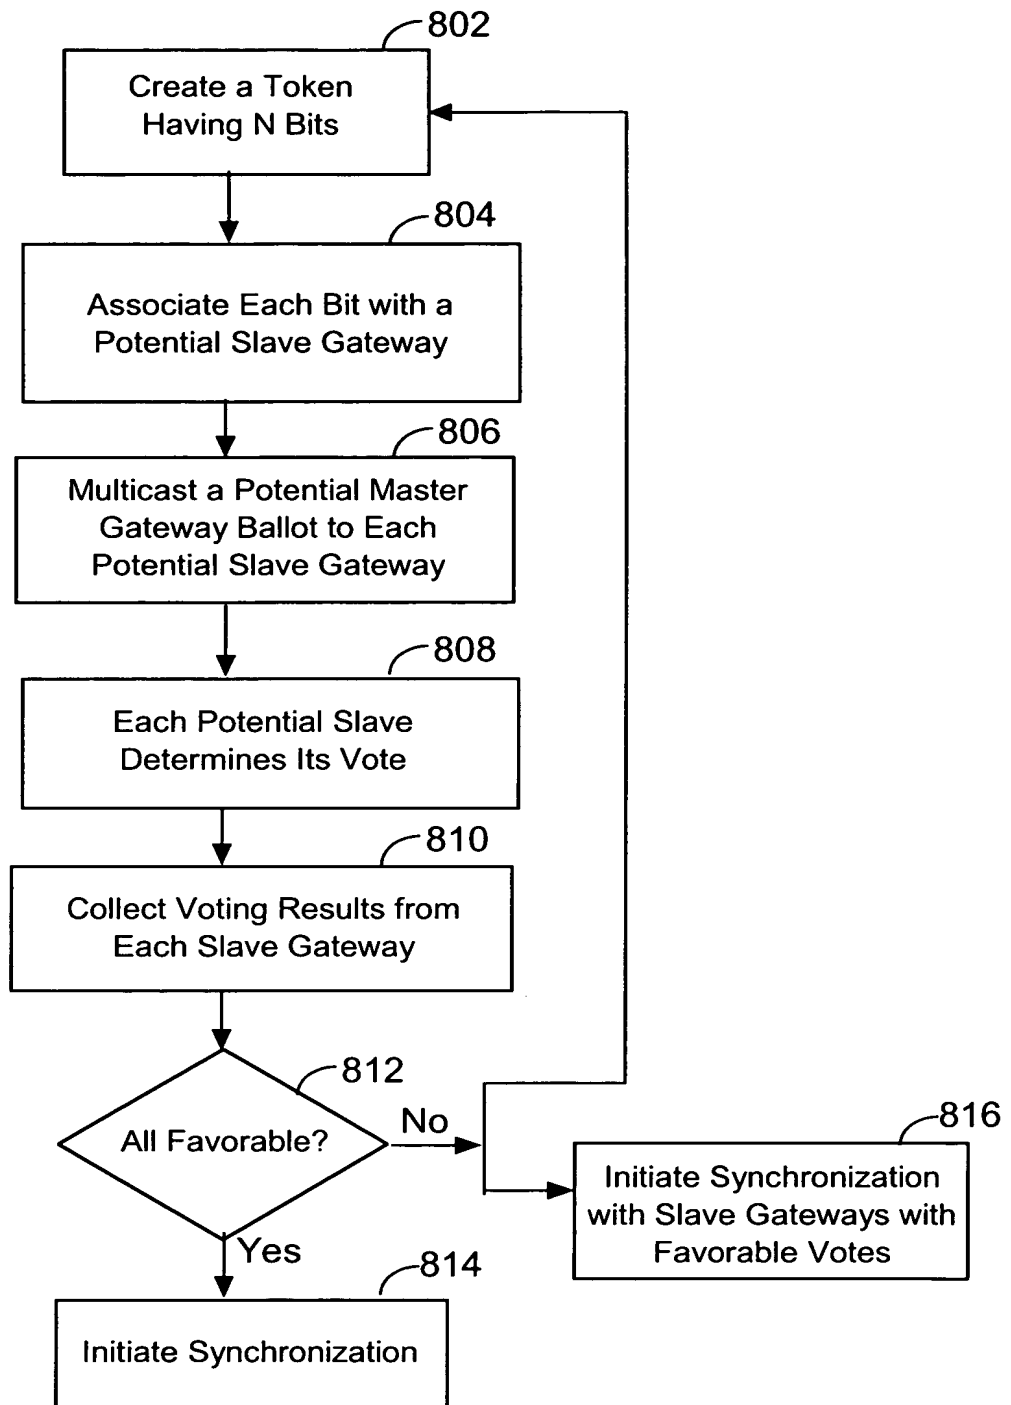 802
Create a Token
Having N Bits
804
Associate Each Bit with a
Potential Slave Gateway
806
Multicast a Potential Master
Gateway Ballot to Each
Potential Slave Gateway
808
Each Potential Slave
Determines Its Vote
810
Collect Voting Results from
Each Slave Gateway
812
All Favorable?
No
816
Initiate Synchronization
with Slave Gateways with
Favorable Votes
Yes
814
Initiate Synchronization